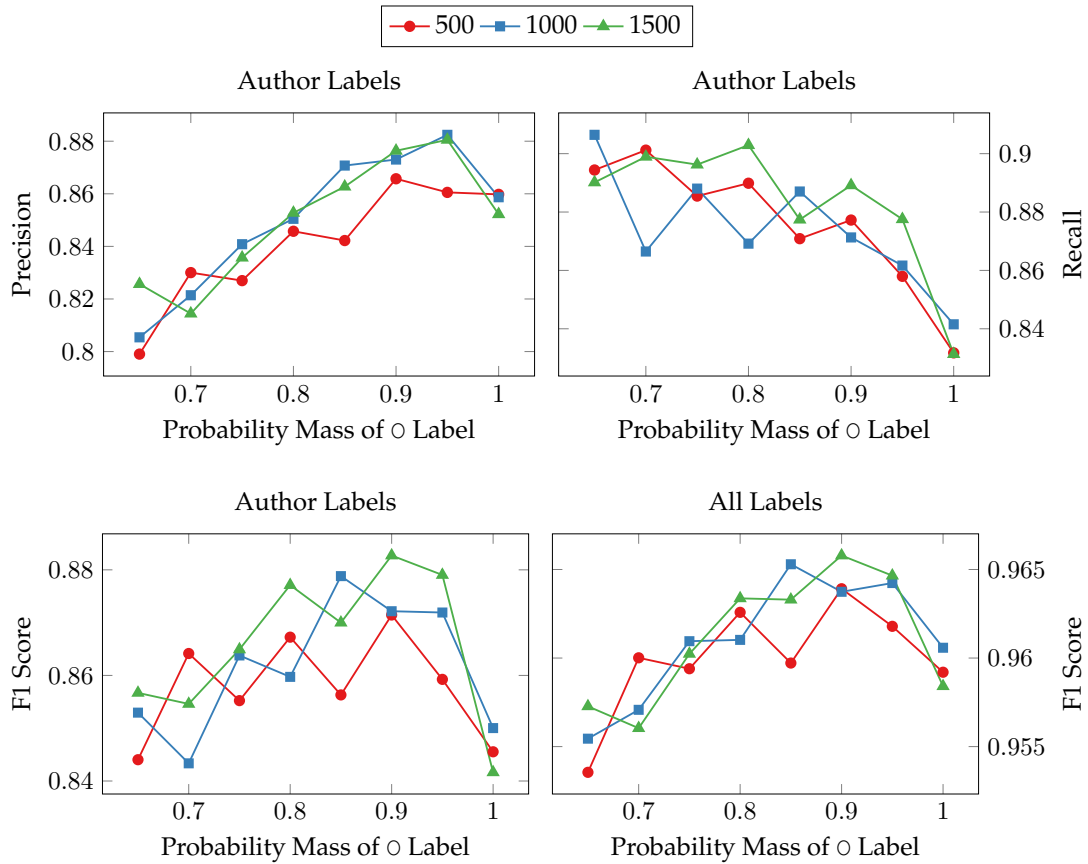 500 1000 1500
Author Labels
Author Labels
Precision
0.88
0.86
0.84
0.82
0.8
0.7 0.8 0.9 1
Probability Mass of ○ Label
Recall
0.9
0.88
0.86
0.84
0.7 0.8 0.9 1
Probability Mass of ○ Label
Author Labels
All Labels
F1 Score
0.88
0.86
0.84
0.7 0.8 0.9 1
Probability Mass of ○ Label
F1 Score
0.965
0.96
0.955
0.7 0.8 0.9 1
Probability Mass of ○ Label